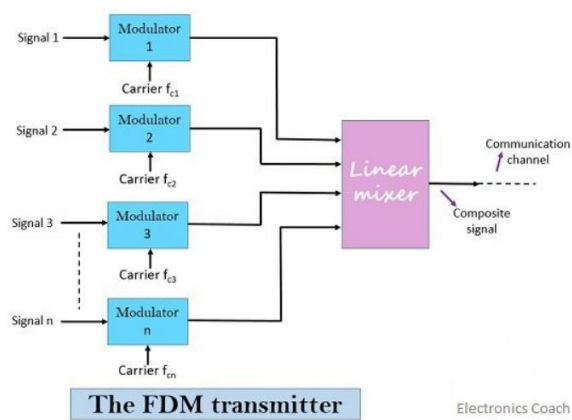 Signal 1
Modulator
1
Carrier fc1
Signal 2
Modulator
2
Carrier fc2
Signal 3
Modulator
3
Carrier fc3
Signal n
Modulator
n
Carrier fcn
Linear
mixer
Communication
channel
Composite
signal
The FDM transmitter
Electronics Coach